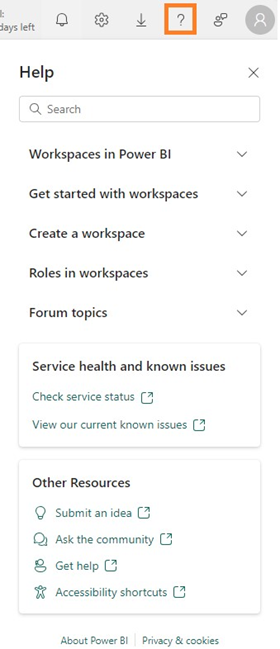 l:
days left
?
Help
Search
Workspaces in Power BI
Get started with workspaces
Create a workspace
Roles in workspaces
Forum topics
Service health and known issues
Check service status
View our current known issues
Other Resources
Submit an idea
Ask the community
Get help
Accessibility shortcuts
About Power BI Privacy & cookies